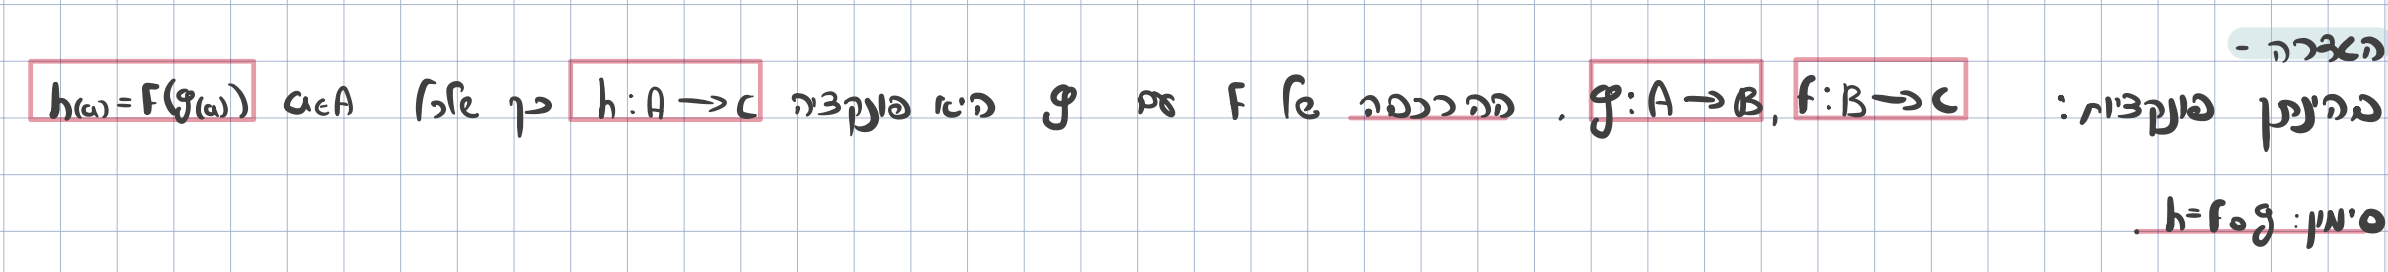 הגדרה -
בהינתן פונקציות: f:B→C, g:A→B. ההרכבה של F עם g היא פונקציה h:A→C כך שלכל a∈A h(a)=F(g(a))
סימון: h=f∘g.